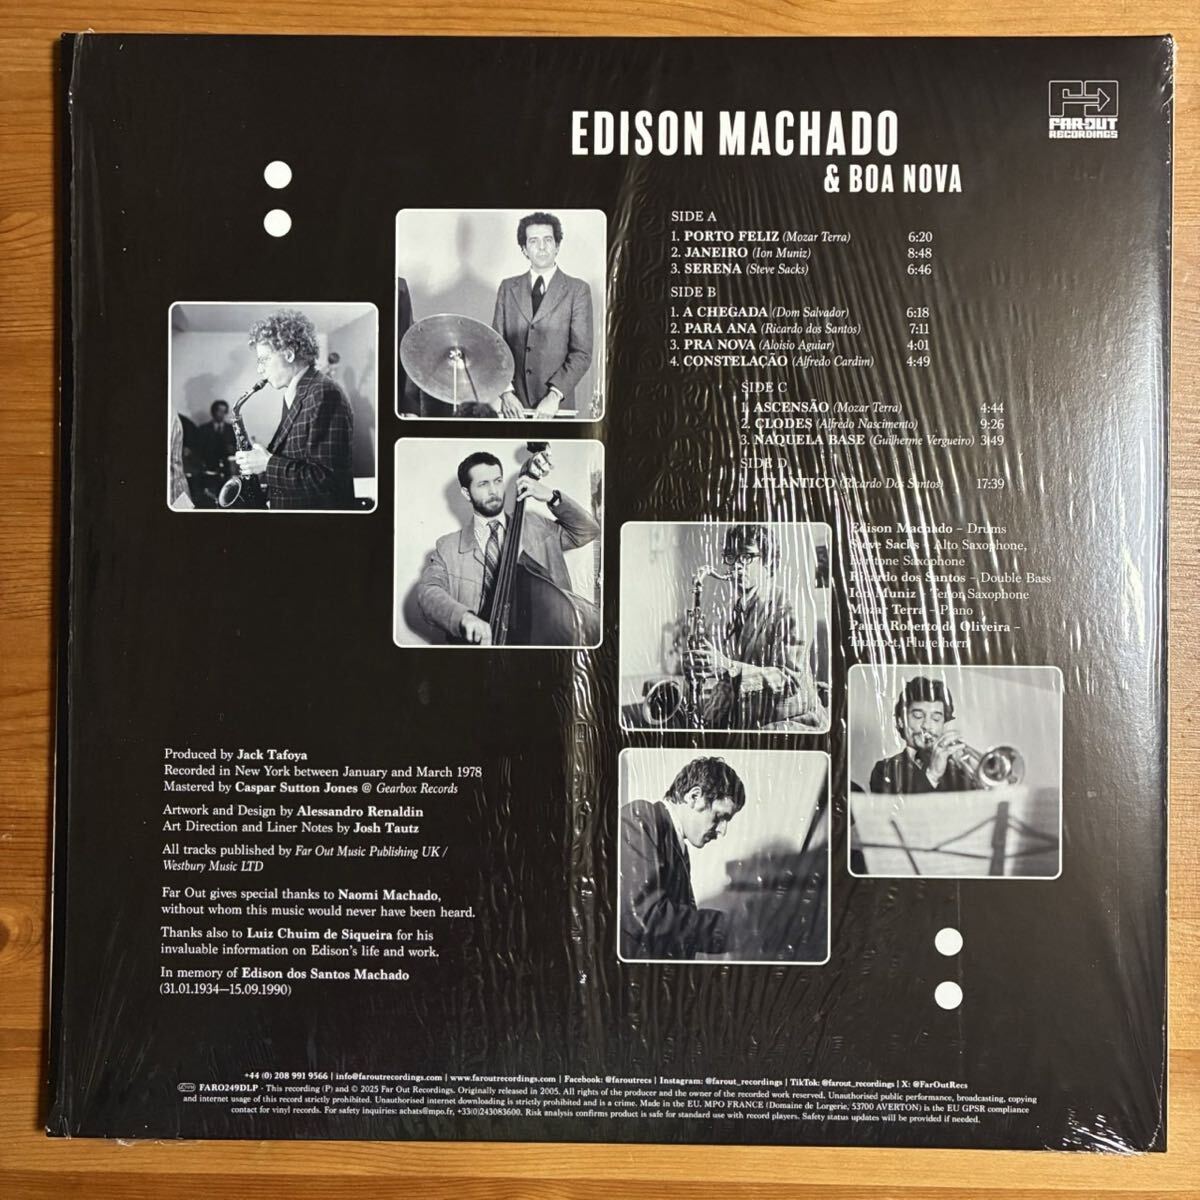 FAR-OUT
RECORDINGS
EDISON MACHADO
& BOA NOVA
SIDE A
1. PORTO FELIZ (Mozar Terra) 6:20
2. JANEIRO (Ion Muniz) 8:48
3. SERENA (Steve Sacks) 6:46
SIDE B
1. A CHEGADA (Dom Salvador) 6:18
2. PARA ANA (Ricardo dos Santos) 7:11
3. PRA NOVA (Aloisio Aguiar) 4:01
4. CONSTELAÇÃO (Alfredo Cardim) 4:49
SIDE C
1. ASCENSÃO (Mozar Terra) 4:44
2. CLODES (Alfredo Nascimento) 9:26
3. NAQUELA BASE (Guilherme Vergueiro) 3:49
SIDE D
1. ATLÂNTICO (Ricardo Dos Santos) 17:39
Edison Machado – Drums
Steve Sacks – Alto Saxophone,
Baritone Saxophone
Ricardo dos Santos – Double Bass
Ion Muniz – Tenor Saxophone
Mozar Terra – Piano
Paulo Roberto de Oliveira –
Trumpet, Flugelhorn
Produced by Jack Tafoya
Recorded in New York between January and March 1978
Mastered by Caspar Sutton Jones @ Gearbox Records
Artwork and Design by Alessandro Renaldin
Art Direction and Liner Notes by Josh Tautz
All tracks published by Far Out Music Publishing UK /
Westbury Music LTD
Far Out gives special thanks to Naomi Machado,
without whom this music would never have been heard.
Thanks also to Luiz Chuim de Siqueira for his
invaluable information on Edison's life and work.
In memory of Edison dos Santos Machado
(31.01.1934—15.09.1990)
+44 (0) 208 991 9566 | info@faroutrecordings.com | www.faroutrecordings.com | Facebook: @faroutrecs | Instagram: @farout_recordings | TikTok: @farout_recordings | X: @FarOutRecs
FARO249DLP · This recording (P) and © 2025 Far Out Recordings. Originally released in 2005. All rights of the producer and the owner of the recorded work reserved. Unauthorised public performance, broadcasting, copying
and internet usage of this record strictly prohibited. Unauthorised internet downloading is strictly prohibited and is a crime. Made in the EU. MPO FRANCE (Domaine de Lorgerie, 53700 AVERTON) is the EU GPSR compliance
contact for vinyl records. For safety inquiries: achats@mpo.fr, +33(0)243083600. Risk analysis confirms product is safe for standard use with record players. Safety status updates will be provided if needed.